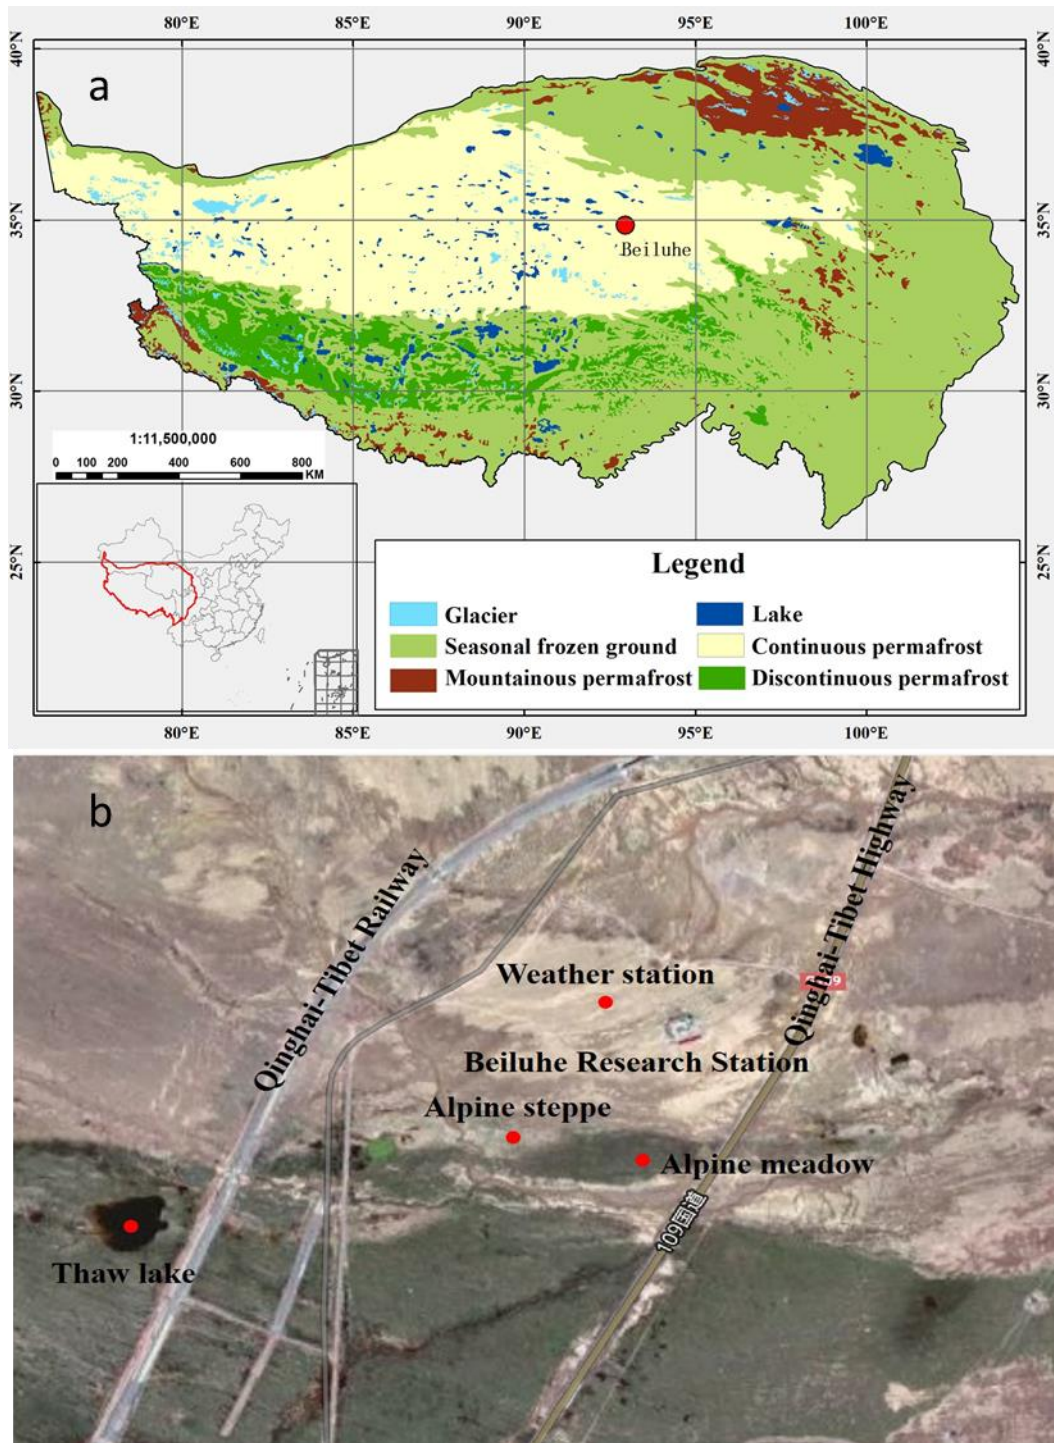 80°E 85°E 90°E 95°E 100°E
40°N 40°N
a
35°N 35°N
Beiluhe
30°N 30°N
1:11,500,000
0 100 200 400 600 800
KM
25°N 25°N
Legend
Glacier Lake
Seasonal frozen ground Continuous permafrost
Mountainous permafrost Discontinuous permafrost
80°E 85°E 90°E 95°E 100°E
b
Qinghai-Tibet Railway
Qinghai-Tibet Highway
Weather station
Beiluhe Research Station
Alpine steppe
Alpine meadow
109国道
Thaw lake